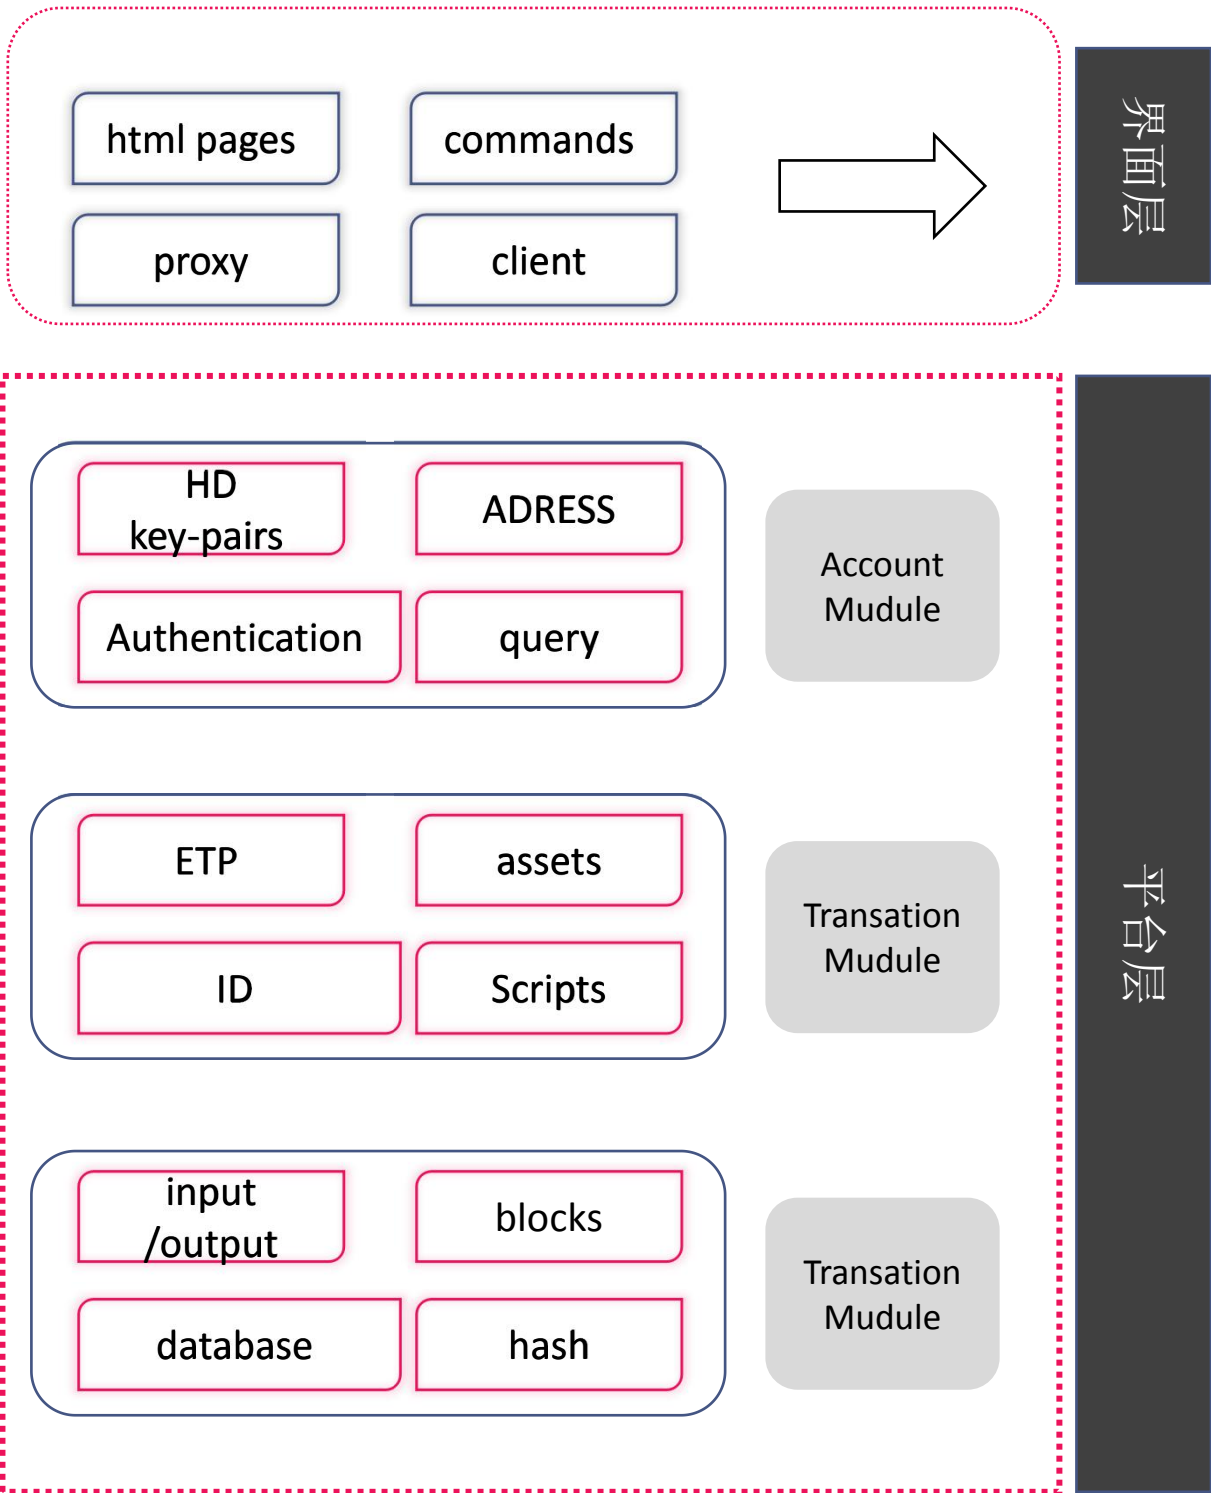 html pages
commands
proxy
client
界面层
HD
key-pairs
ADRESS
Authentication
query
Account
Mudule
ETP
assets
ID
Scripts
Transation
Mudule
平台层
input
/output
blocks
database
hash
Transation
Mudule